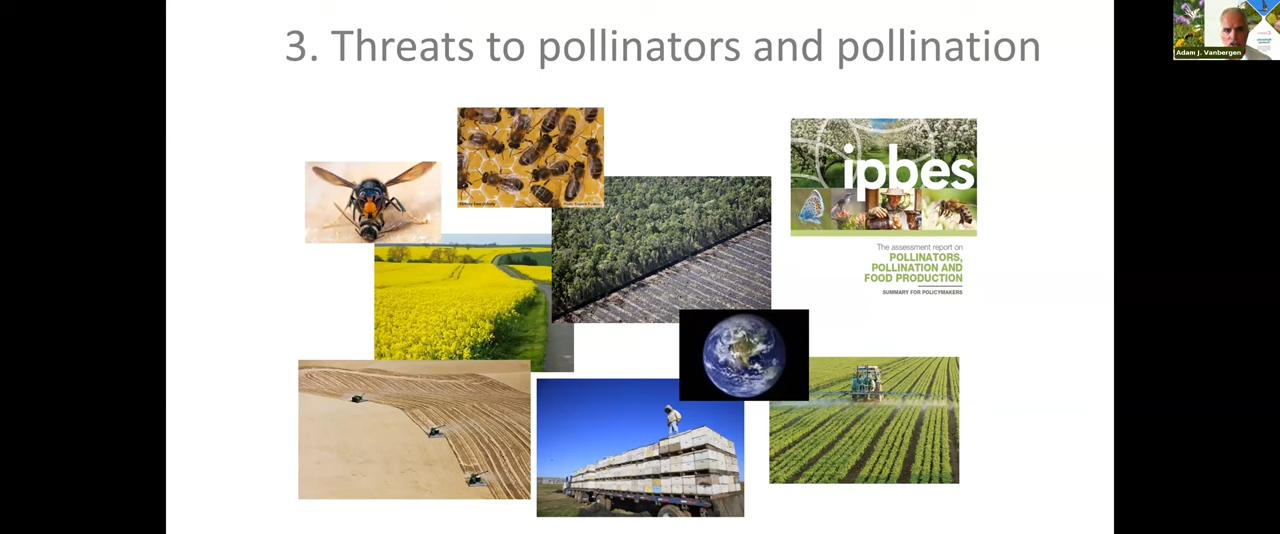 3. Threats to pollinators and pollination
Adam J. Vanbergen
ipbes
The assessment report on
POLLINATORS,
POLLINATION AND
FOOD PRODUCTION
SUMMARY FOR POLICYMAKERS